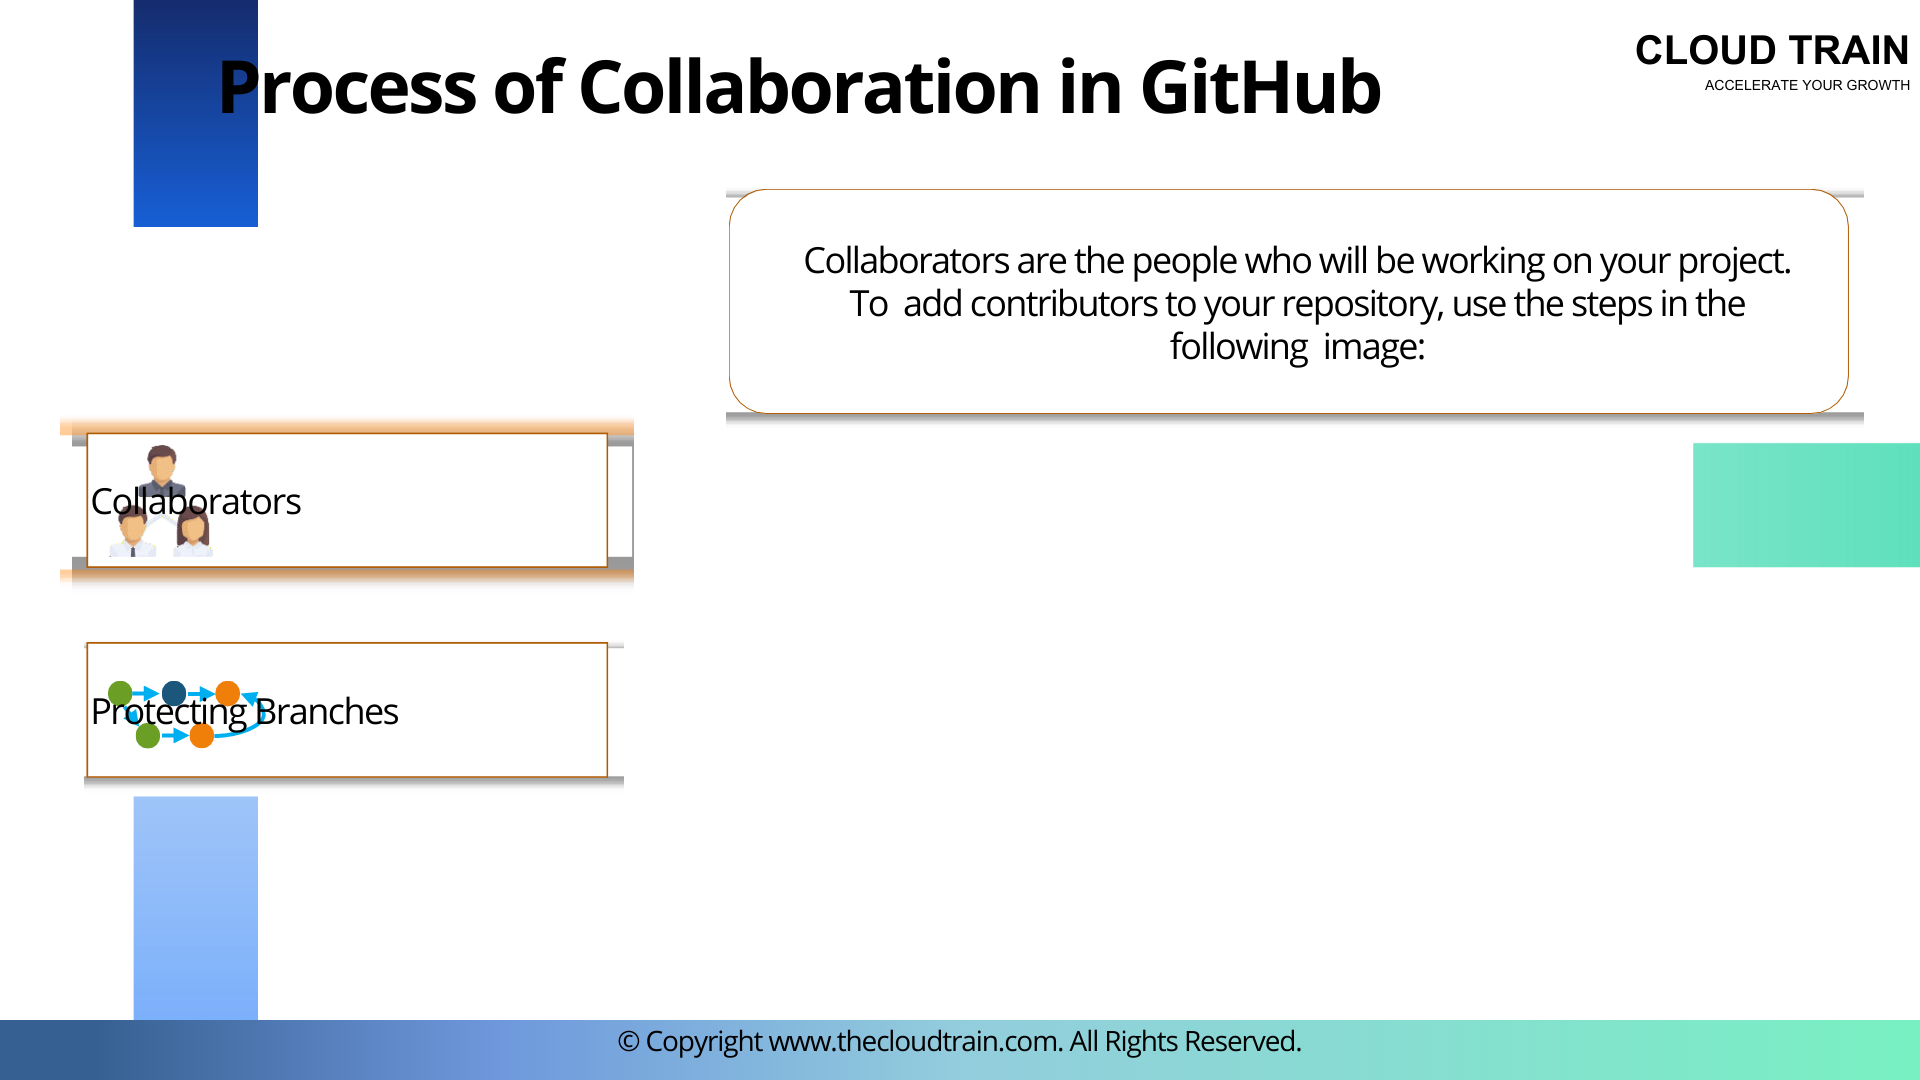 Process of Collaboration in GitHub
CLOUD TRAIN
ACCELERATE YOUR GROWTH
Collaborators are the people who will be working on your project.
To  add contributors to your repository, use the steps in the
following  image:
Collaborators
Protecting Branches
© Copyright www.thecloudtrain.com. All Rights Reserved.